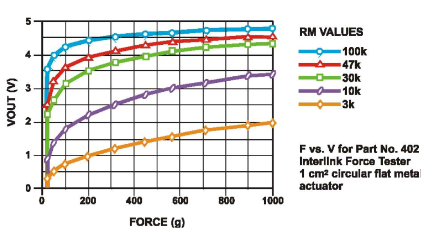 5
4
3
2
1
0
VOUT (V)
0 200 400 600 800 1000
FORCE (g)
RM VALUES
100k
47k
30k
10k
3k
F vs. V for Part No. 402
Interlink Force Tester
1 cm² circular flat metal
actuator